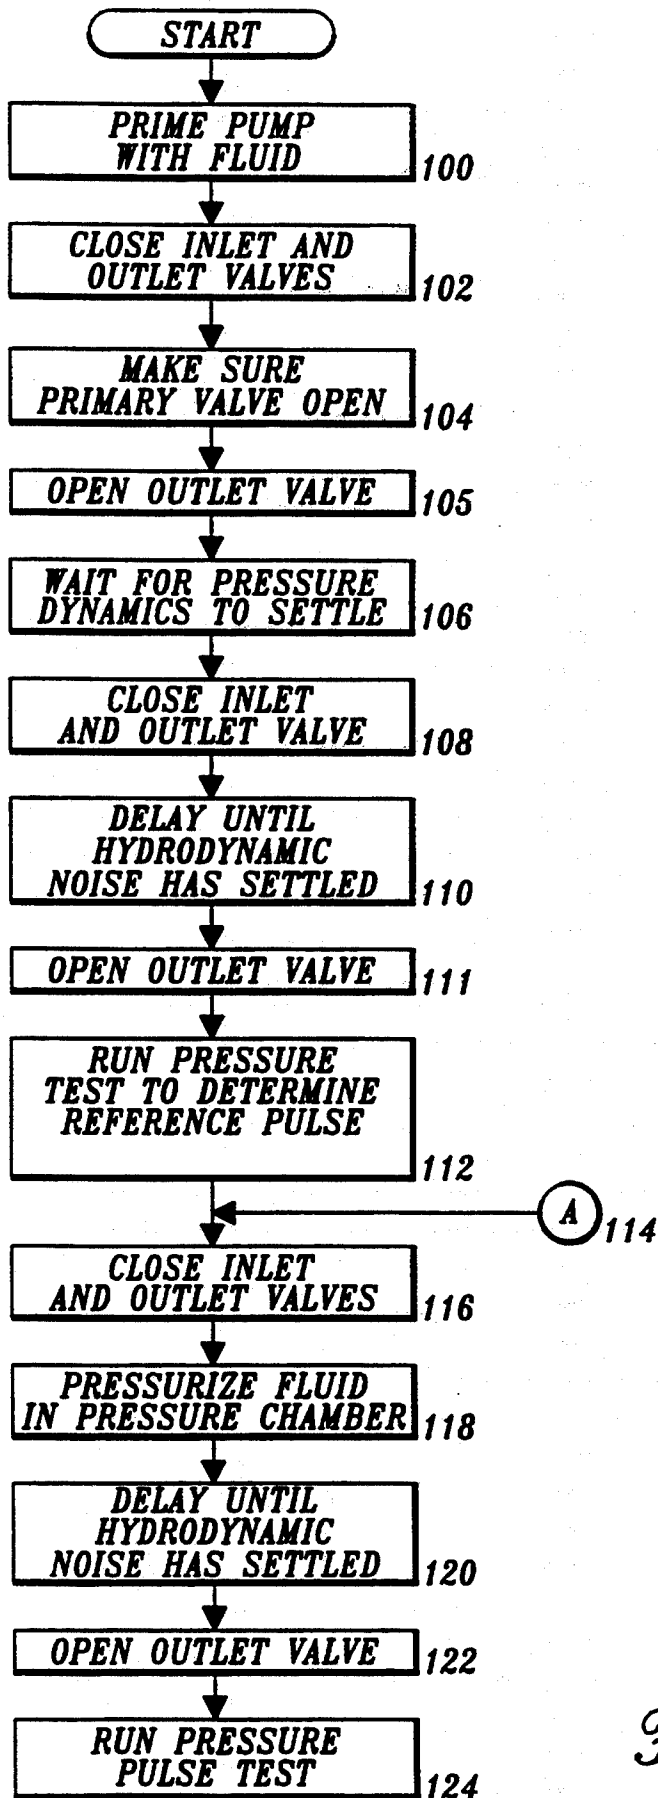 START
PRIME PUMP
WITH FLUID
100
CLOSE INLET AND
OUTLET VALVES
102
MAKE SURE
PRIMARY VALVE OPEN
104
OPEN OUTLET VALVE
105
WAIT FOR PRESSURE
DYNAMICS TO SETTLE
106
CLOSE INLET
AND OUTLET VALVE
108
DELAY UNTIL
HYDRODYNAMIC
NOISE HAS SETTLED
110
OPEN OUTLET VALVE
111
RUN PRESSURE
TEST TO DETERMINE
REFERENCE PULSE
112
A
114
CLOSE INLET
AND OUTLET VALVES
116
PRESSURIZE FLUID
IN PRESSURE CHAMBER
118
DELAY UNTIL
HYDRODYNAMIC
NOISE HAS SETTLED
120
OPEN OUTLET VALVE
122
RUN PRESSURE
PULSE TEST
124